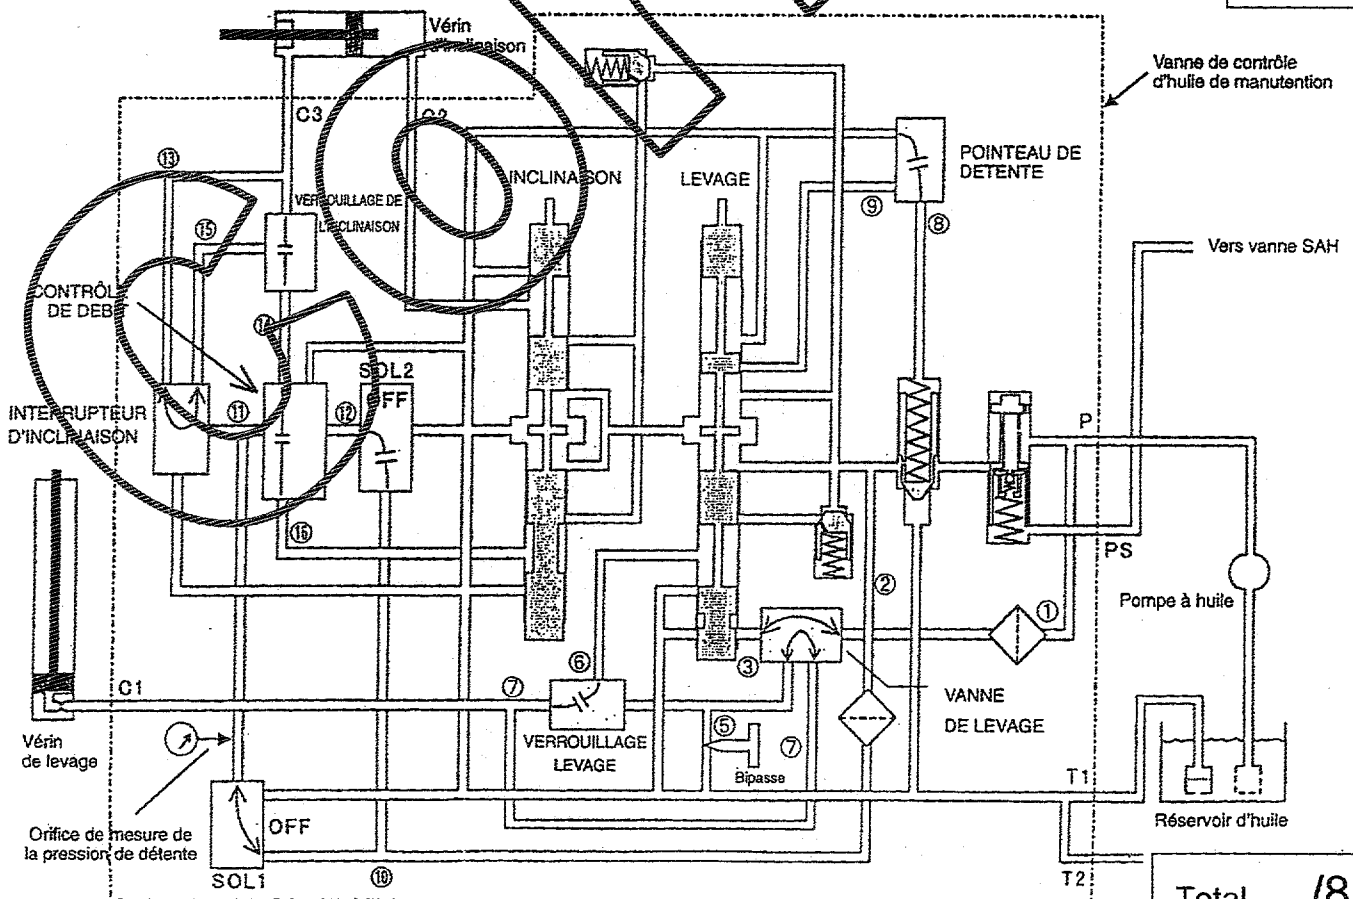 Vérin
d'inclinaison
Vanne de contrôle
d'huile de manutention
C3
C2
POINTEAU DE
DETENTE
⑬
INCLINAISON
LEVAGE
VERROUILLAGE DE
L'INCLINAISON
⑨
⑧
⑮
Vers vanne SAH
CONTRÔLE
DE DEBIT
⑭
SOL2
OFF
INTERRUPTEUR
D'INCLINAISON
⑪
⑫
P
⑯
PS
②
Pompe à huile
①
⑥
③
C1
⑦
VANNE
DE LEVAGE
Vérin
de levage
VERROUILLAGE
LEVAGE
⑤
⑦
Bipasse
T1
Réservoir d'huile
Orifice de mesure de
la pression de détente
OFF
SOL1
⑩
T2
Total /8